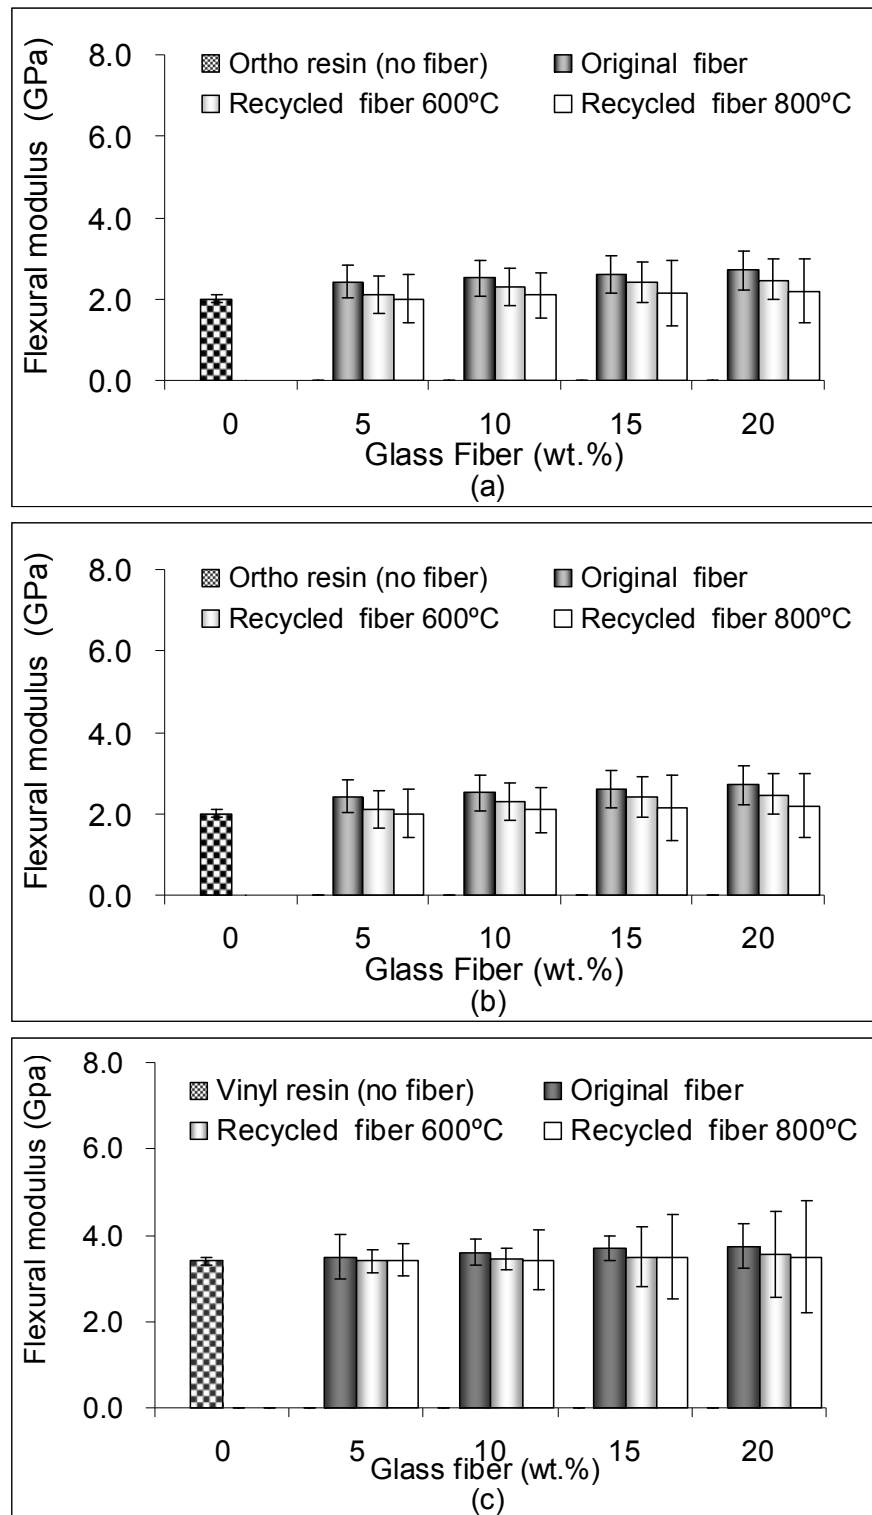 Flexural modulus (GPa)
8.0
6.0
4.0
2.0
0.0
Ortho resin (no fiber) Original fiber
Recycled fiber 600ºC Recycled fiber 800ºC
0 5 10 15 20
Glass Fiber (wt.%)
(a)
Flexural modulus (GPa)
8.0
6.0
4.0
2.0
0.0
Ortho resin (no fiber) Original fiber
Recycled fiber 600ºC Recycled fiber 800ºC
0 5 10 15 20
Glass Fiber (wt.%)
(b)
Flexural modulus (Gpa)
8.0
6.0
4.0
2.0
0.0
Vinyl resin (no fiber) Original fiber
Recycled fiber 600ºC Recycled fiber 800ºC
0 5 10 15 20
Glass fiber (wt.%)
(c)